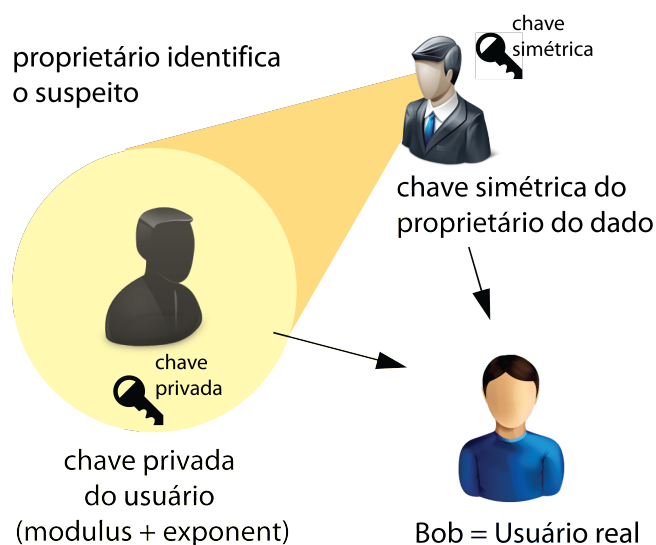 proprietário identifica
o suspeito
chave
simétrica
chave simétrica do
proprietário do dado
chave
privada
chave privada
do usuário
(modulus + exponent)
Bob = Usuário real